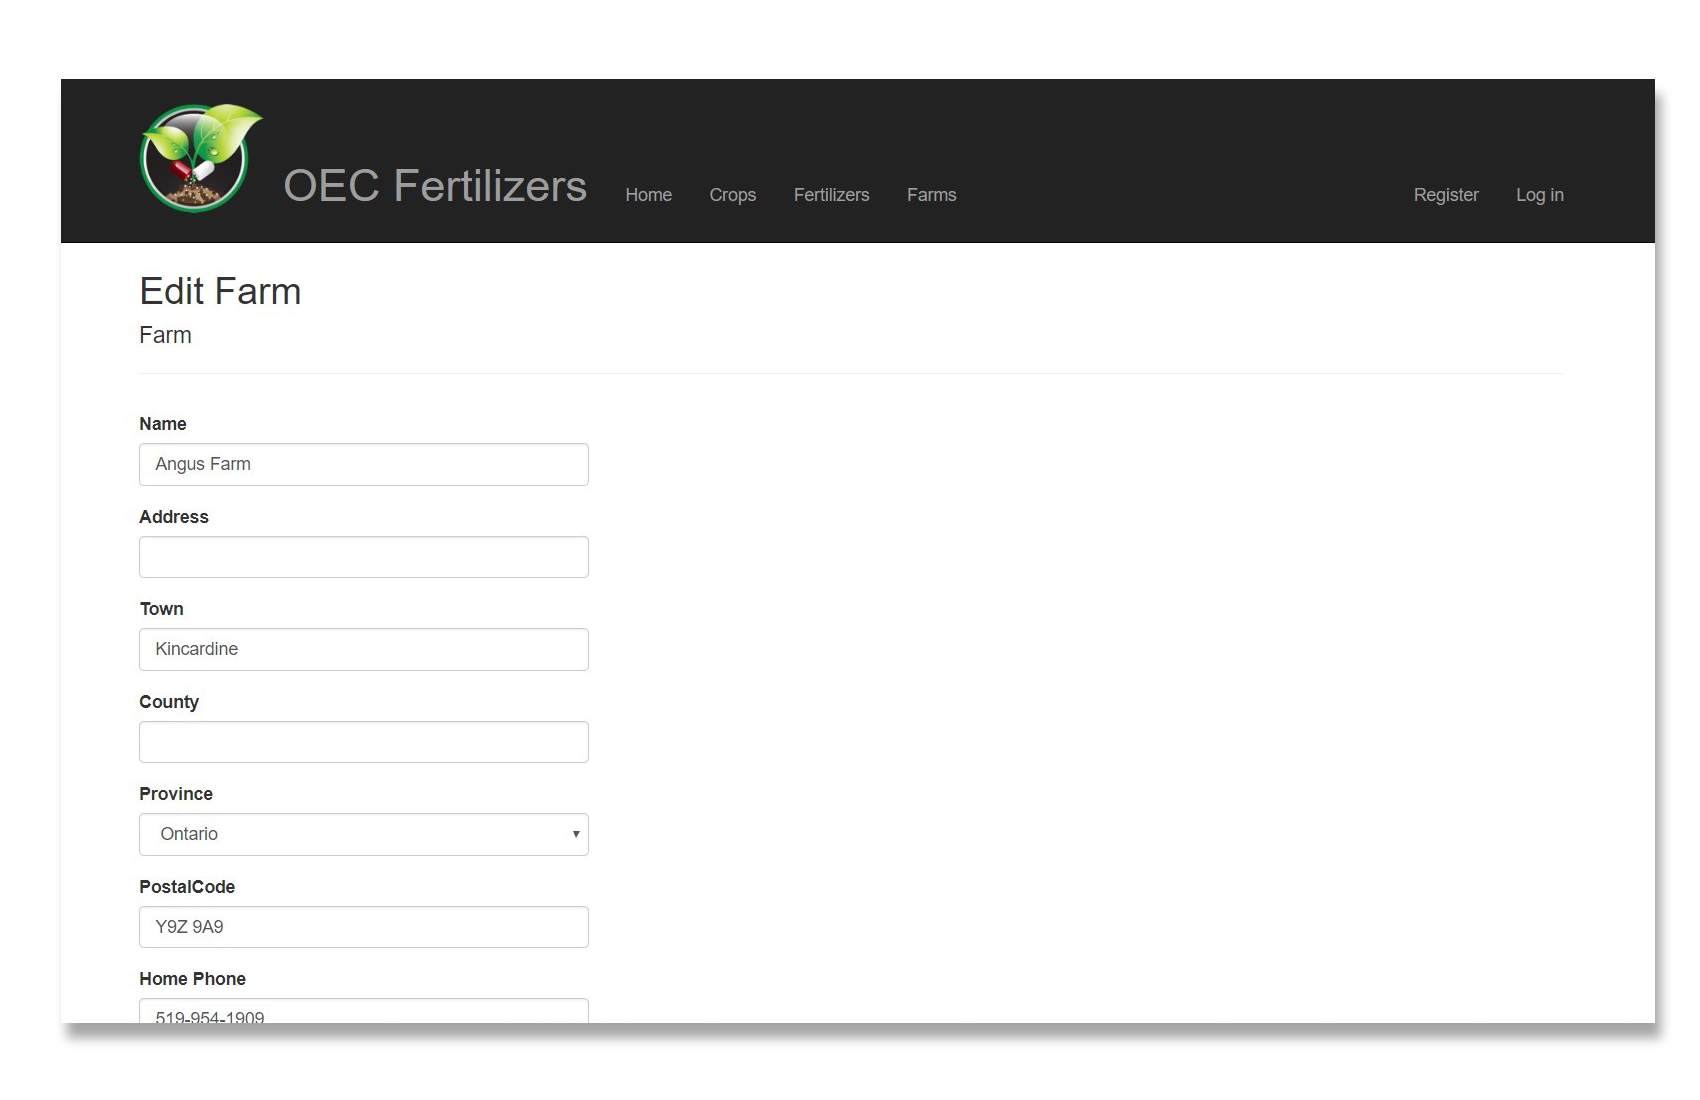 OEC Fertilizers Home Crops Fertilizers Farms Register Log in
Edit Farm
Farm
Name
Angus Farm
Address
Town
Kincardine
County
Province
Ontario
PostalCode
Y9Z 9A9
Home Phone
519-954-1909